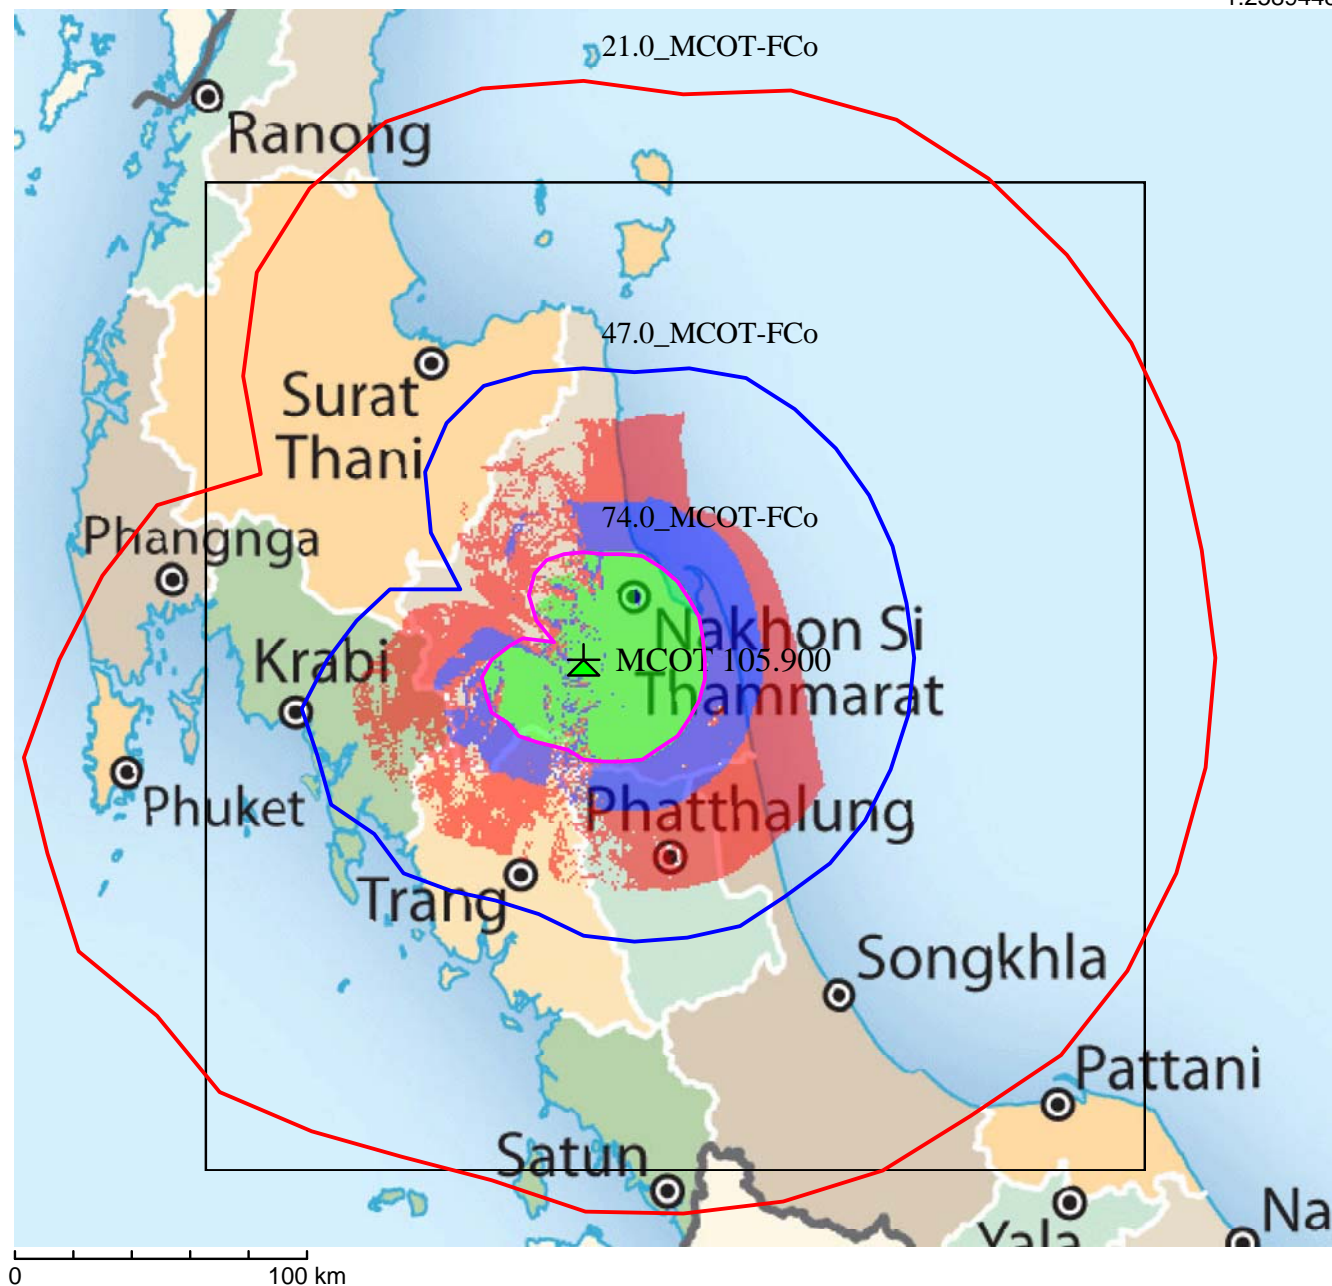 21.0_MCOT-FCo
Ranong
47.0_MCOT-FCo
Surat
Thani
74.0_MCOT-FCo
Phangnga
Nakhon Si
Krabi
MCOT 105.900
Thammarat
Phuket
Phatthalung
Trang
Songkhla
Pattani
Satun
Yala
Na
0
100 km